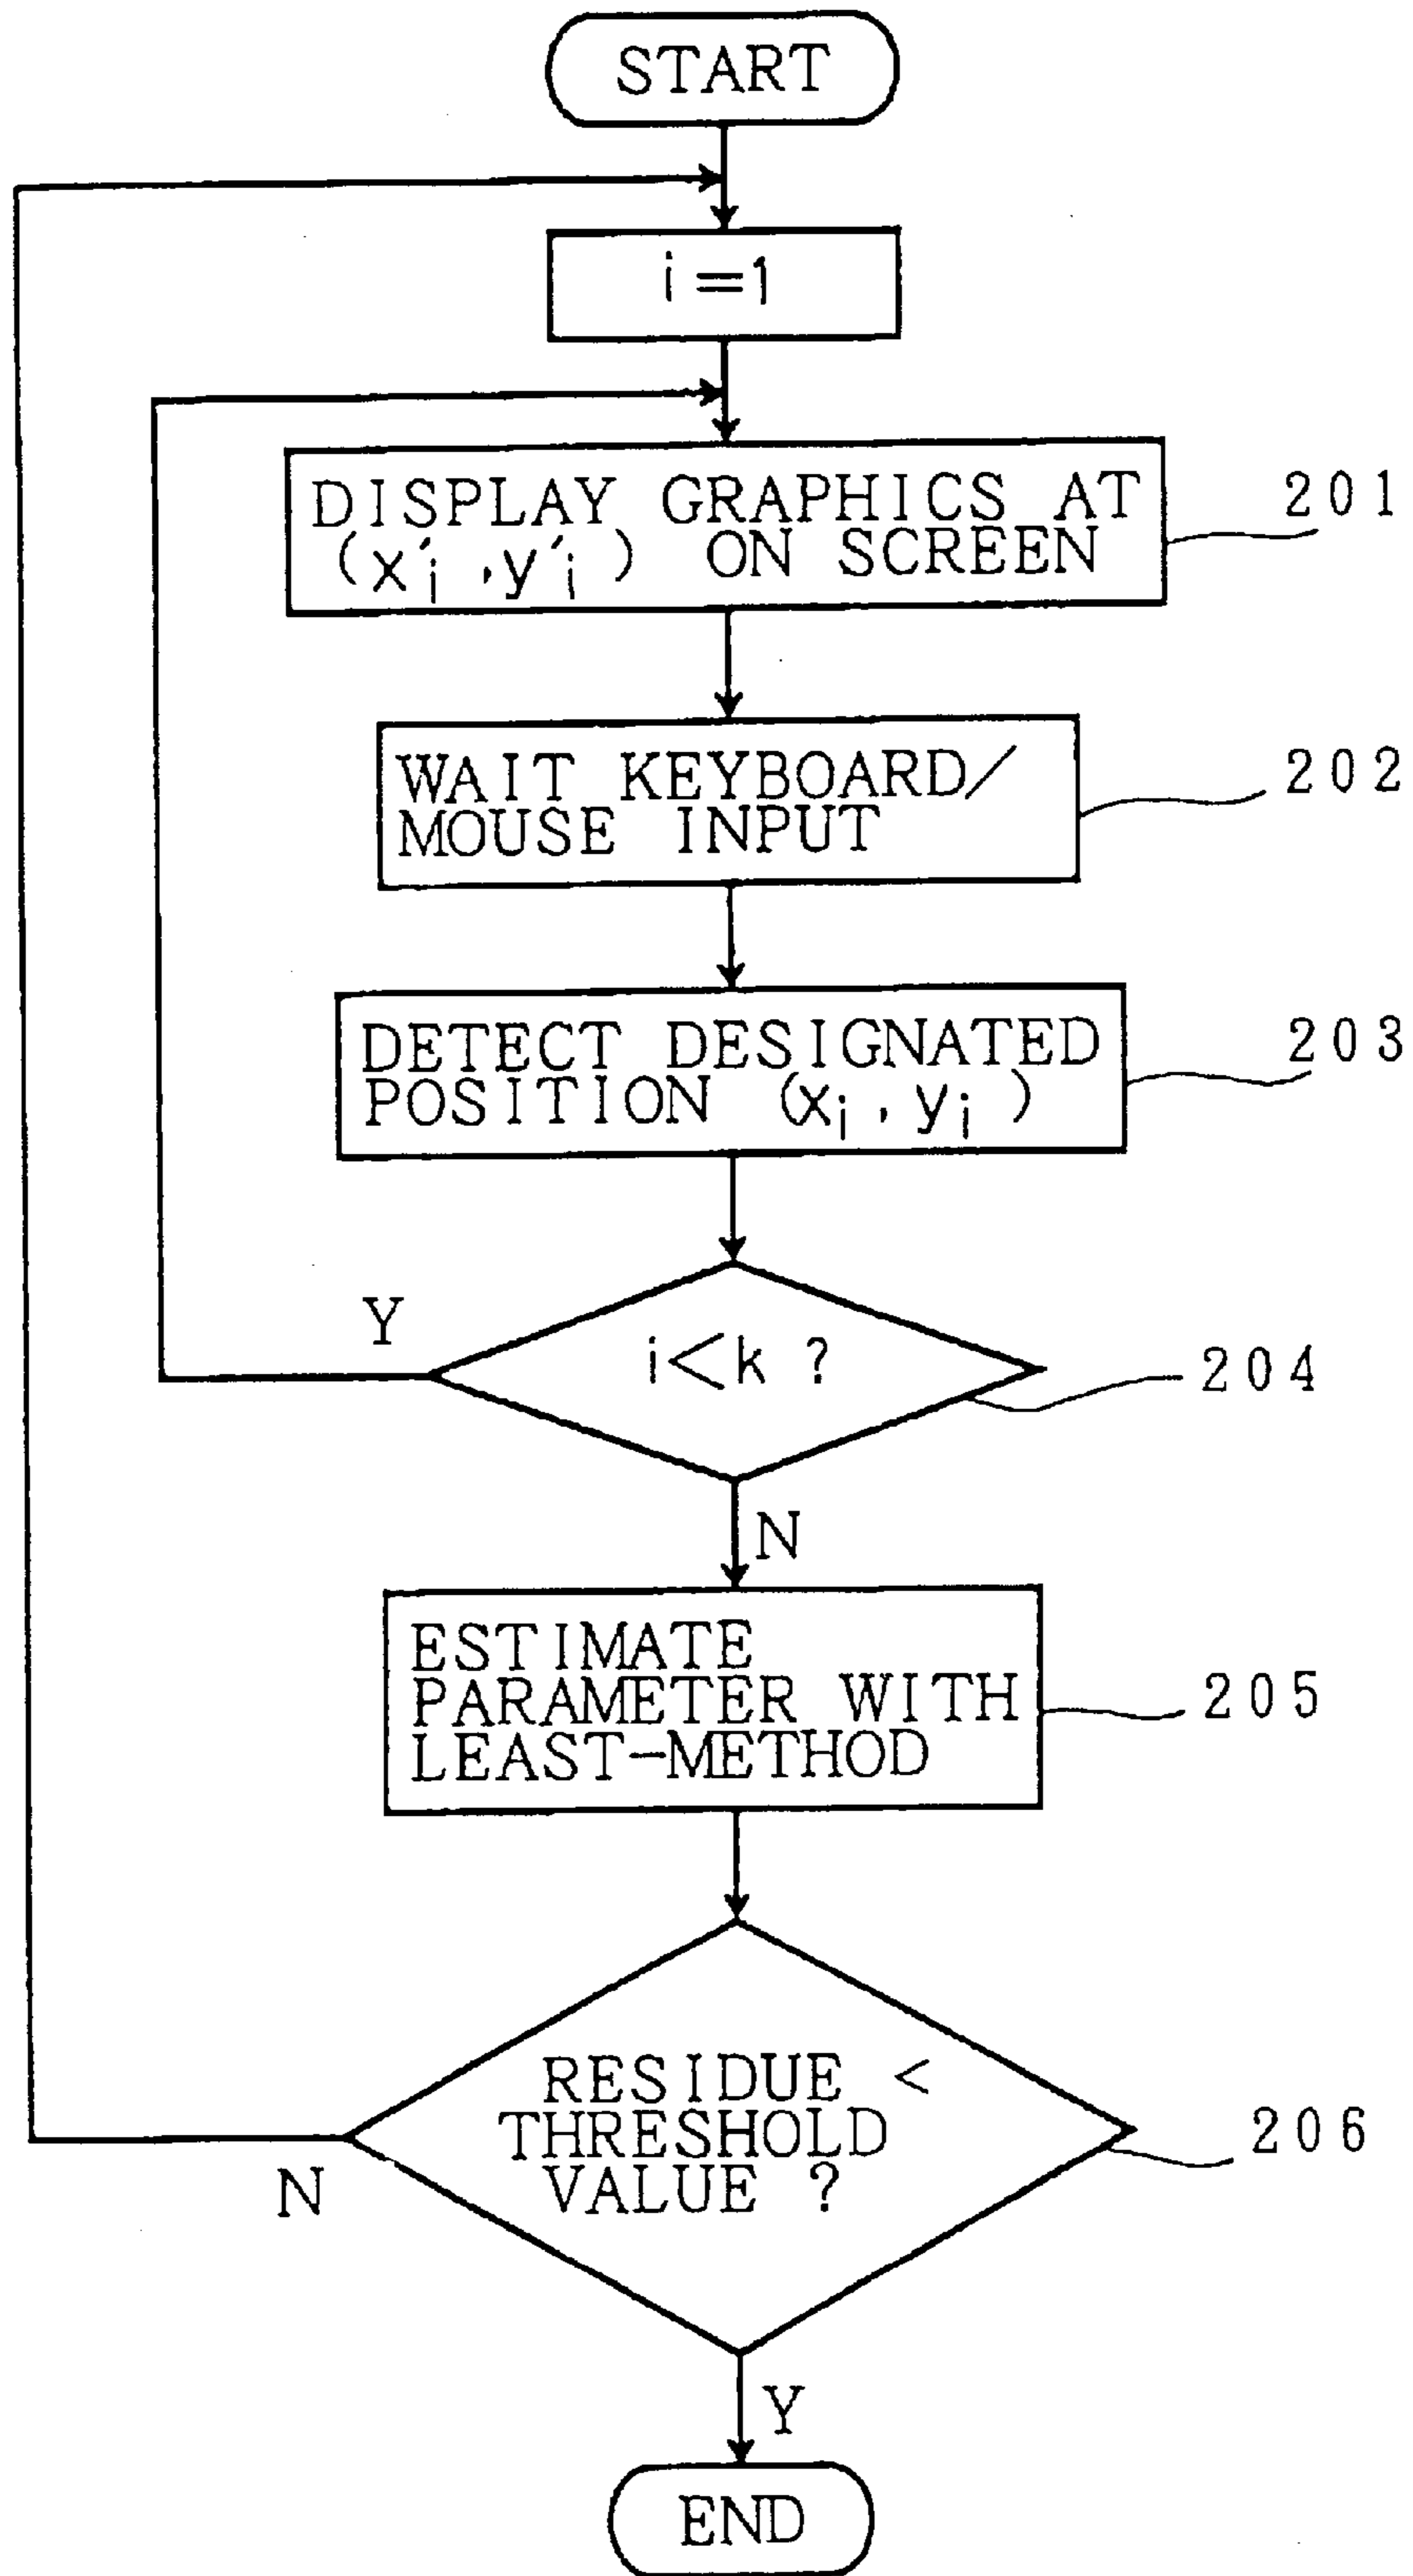 START
i=1
DISPLAY GRAPHICS AT
(x'i , y'i ) ON SCREEN
201
WAIT KEYBOARD/
MOUSE INPUT
202
DETECT DESIGNATED
POSITION (xi , yi )
203
Y
i<k ?
204
N
ESTIMATE
PARAMETER WITH
LEAST-METHOD
205
RESIDUE <
THRESHOLD
VALUE ?
206
N
Y
END